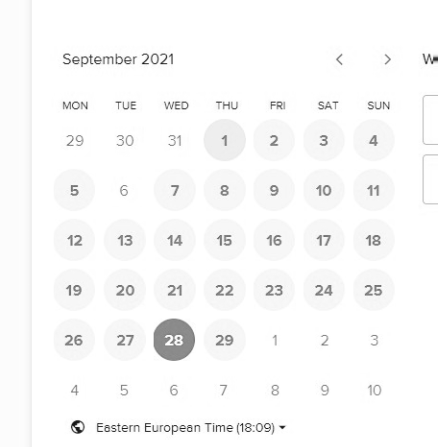 September 2021
MON TUE WED THU FRI SAT SUN
29 30 31 1 2 3 4
5 6 7 8 9 10 11
12 13 14 15 16 17 18
19 20 21 22 23 24 25
26 27 28 29 1 2 3
4 5 6 7 8 9 10
Eastern European Time (18:09)